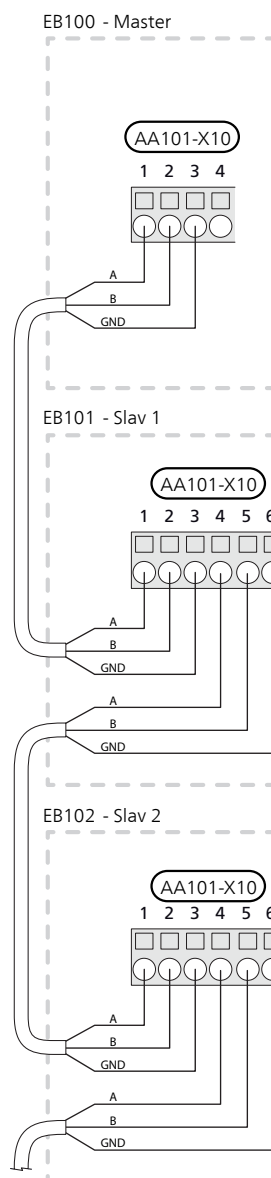 EB100 - Master
AA101-X10
1 2 3 4
A
B
GND
EB101 - Slav 1
AA101-X10
1 2 3 4 5 6
A
B
GND
A
B
GND
EB102 - Slav 2
AA101-X10
1 2 3 4 5 6
A
B
GND
A
B
GND